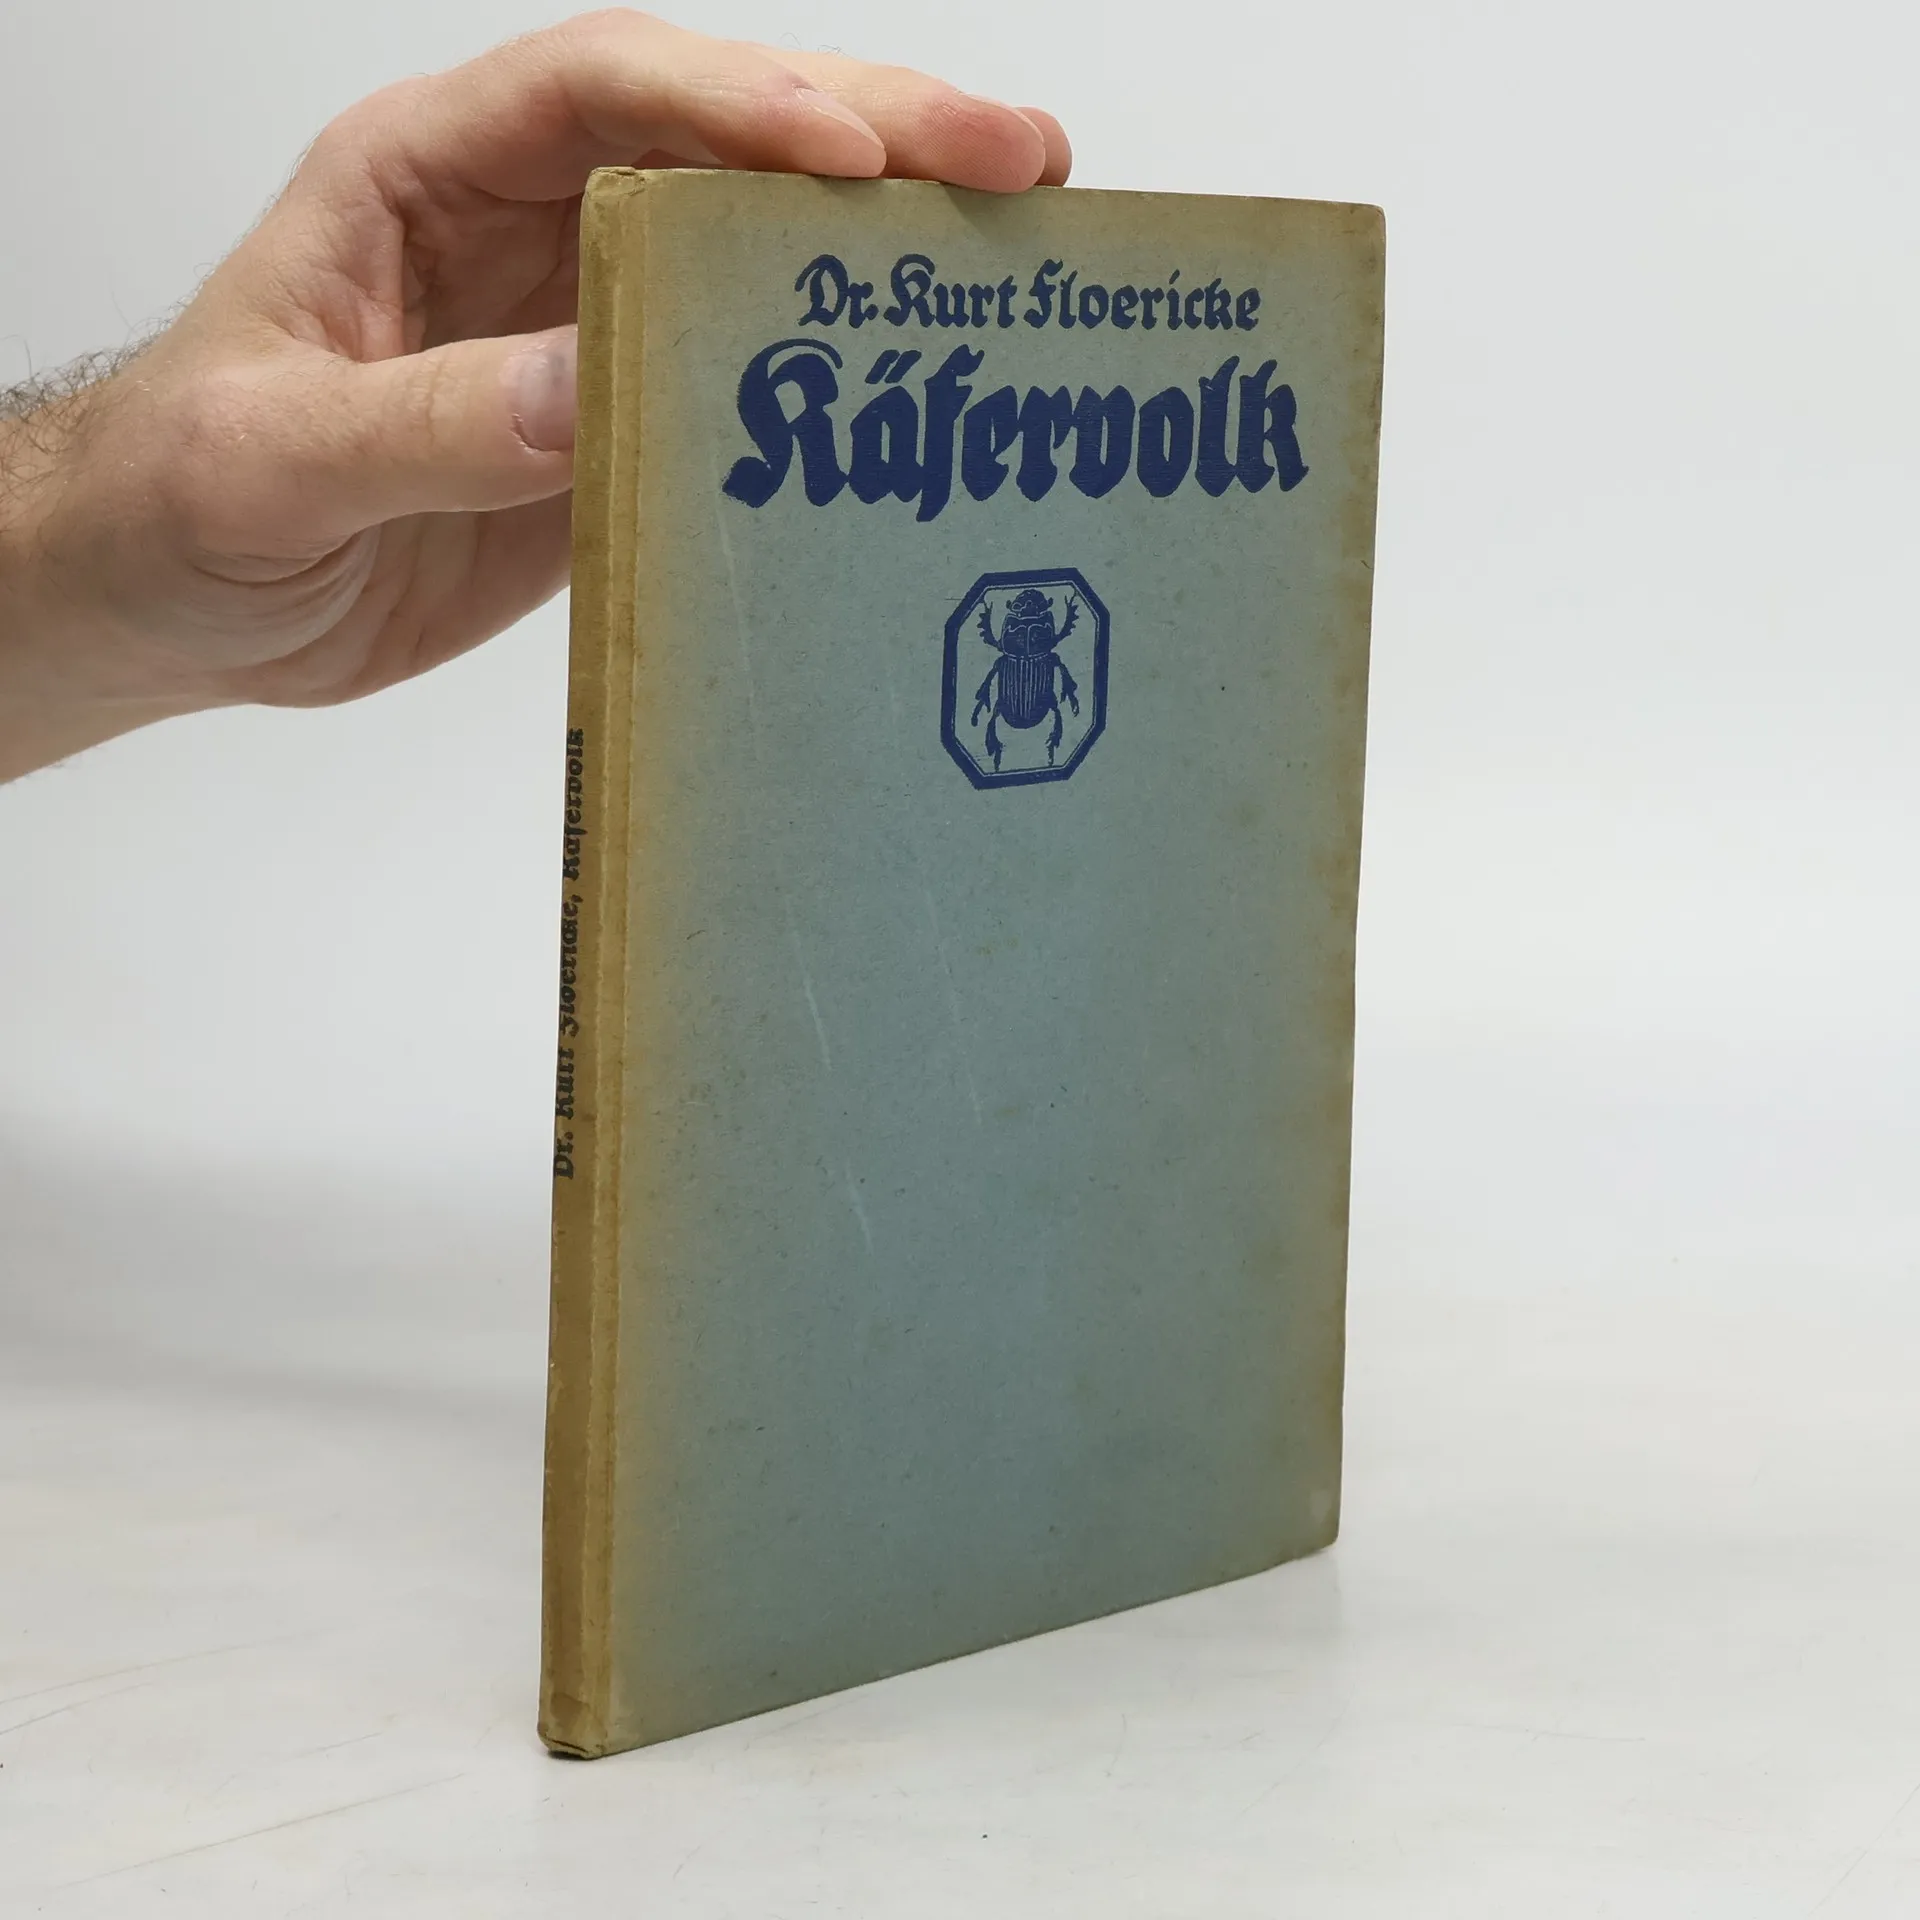 Dr. Kurt Floericke
Käfervolk
Dr. Kurt Floericke, Käfervolk